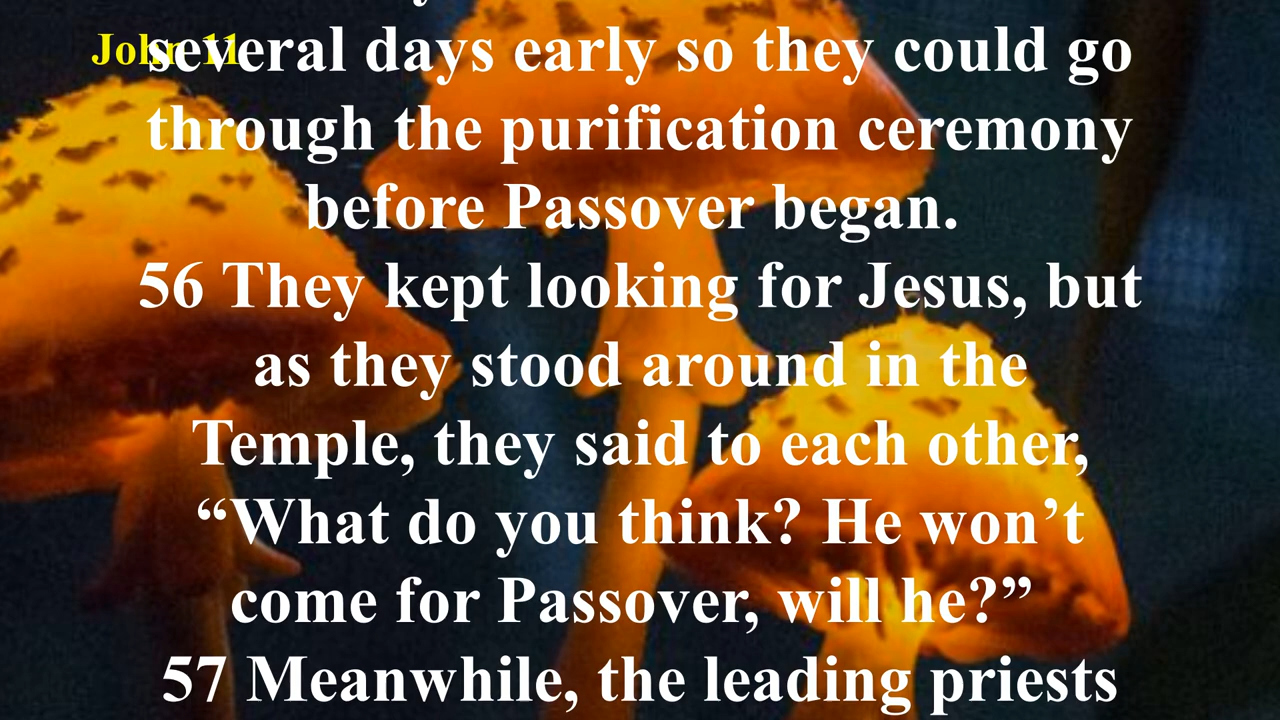 John 11
several days early so they could go
through the purification ceremony
before Passover began.
56 They kept looking for Jesus, but
as they stood around in the
Temple, they said to each other,
“What do you think? He won’t
come for Passover, will he?”
57 Meanwhile, the leading priests